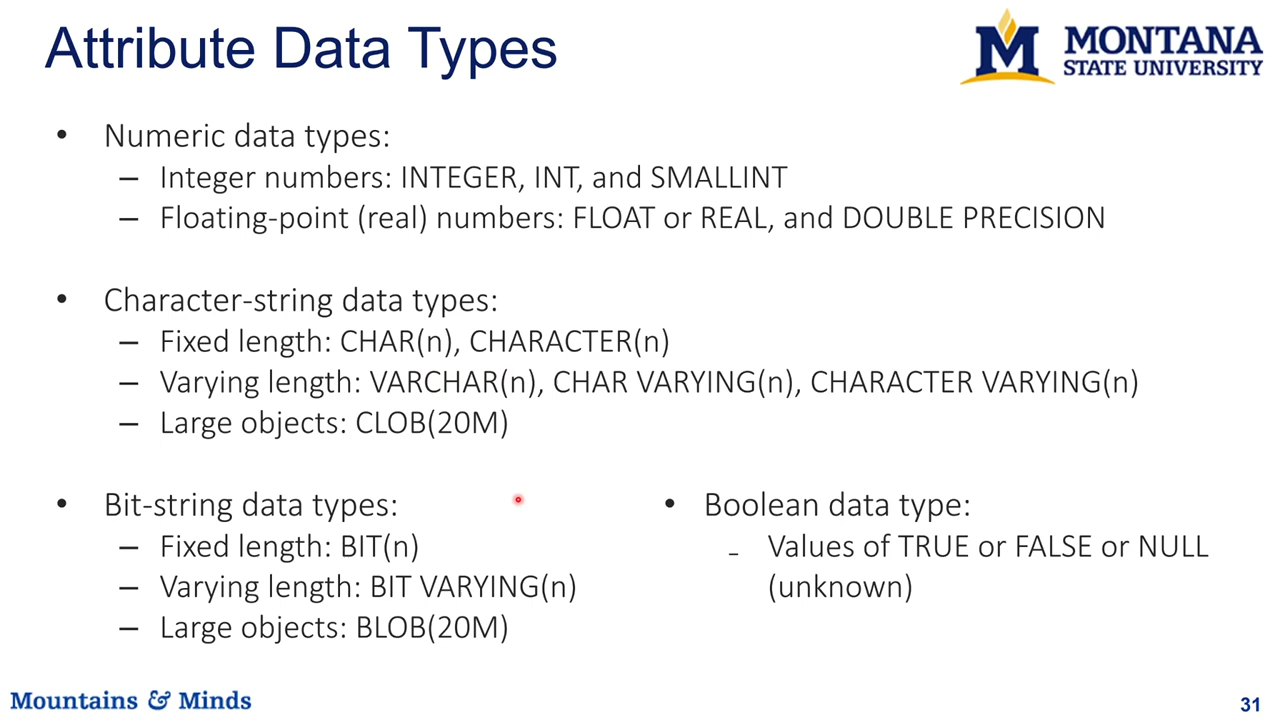 Attribute Data Types
MONTANA
STATE UNIVERSITY
• Numeric data types:
– Integer numbers: INTEGER, INT, and SMALLINT
– Floating-point (real) numbers: FLOAT or REAL, and DOUBLE PRECISION
• Character-string data types:
– Fixed length: CHAR(n), CHARACTER(n)
– Varying length: VARCHAR(n), CHAR VARYING(n), CHARACTER VARYING(n)
– Large objects: CLOB(20M)
• Bit-string data types:
– Fixed length: BIT(n)
– Varying length: BIT VARYING(n)
– Large objects: BLOB(20M)
• Boolean data type:
– Values of TRUE or FALSE or NULL
(unknown)
Mountains & Minds
31